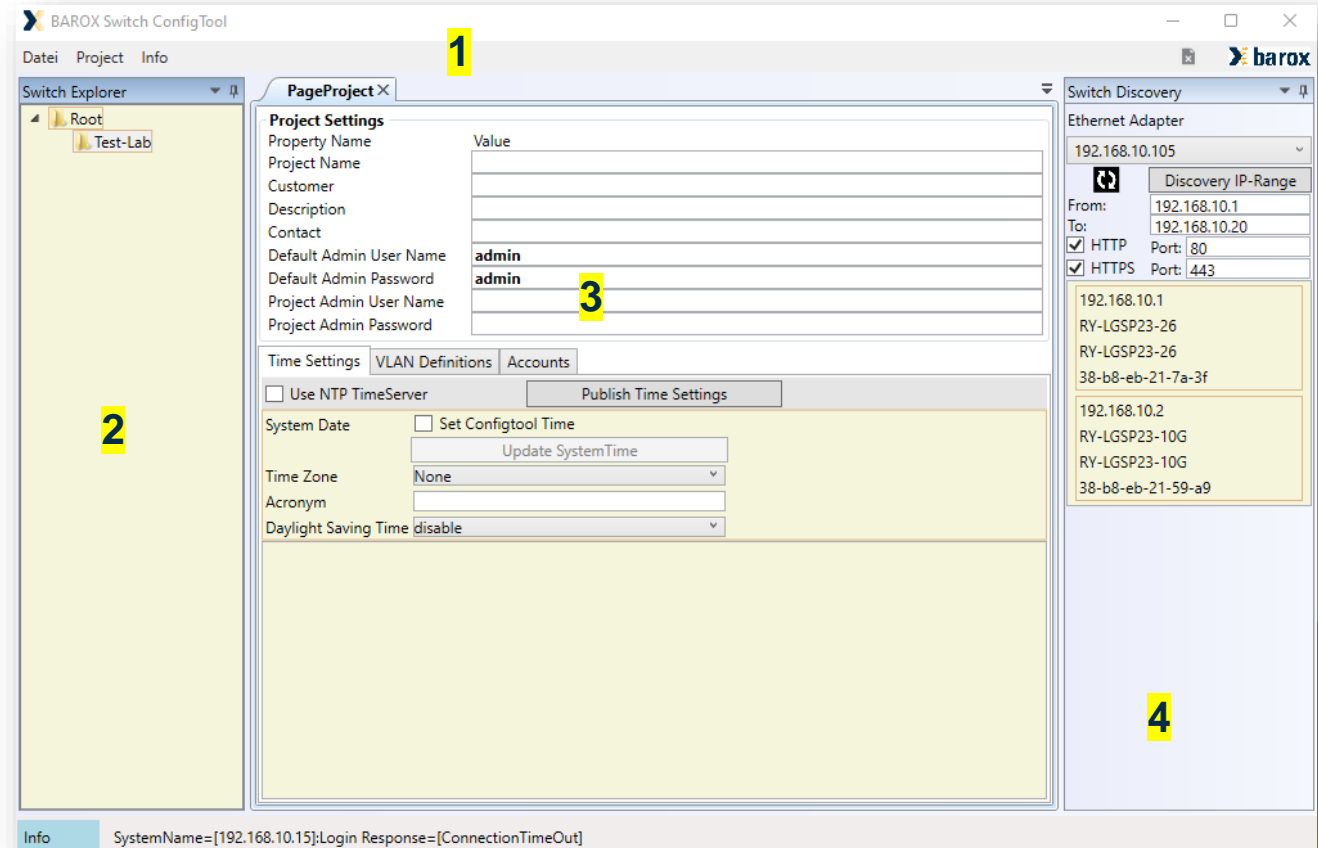 BAROX Switch ConfigTool
Datei Project Info
barox
1
Switch Explorer
Root
Test-Lab
2
PageProject
Project Settings
Property Name Value
Project Name
Customer
Description
Contact
Default Admin User Name admin
Default Admin Password admin
Project Admin User Name
Project Admin Password
3
Time Settings VLAN Definitions Accounts
Use NTP TimeServer Publish Time Settings
System Date Set Configtool Time
Update SystemTime
Time Zone None
Acronym
Daylight Saving Time disable
Switch Discovery
Ethernet Adapter
192.168.10.105
Discovery IP-Range
From: 192.168.10.1
To: 192.168.10.20
HTTP Port: 80
HTTPS Port: 443
192.168.10.1
RY-LGSP23-26
RY-LGSP23-26
38-b8-eb-21-7a-3f
192.168.10.2
RY-LGSP23-10G
RY-LGSP23-10G
38-b8-eb-21-59-a9
4
Info SystemName=[192.168.10.15]:Login Response=[ConnectionTimeOut]